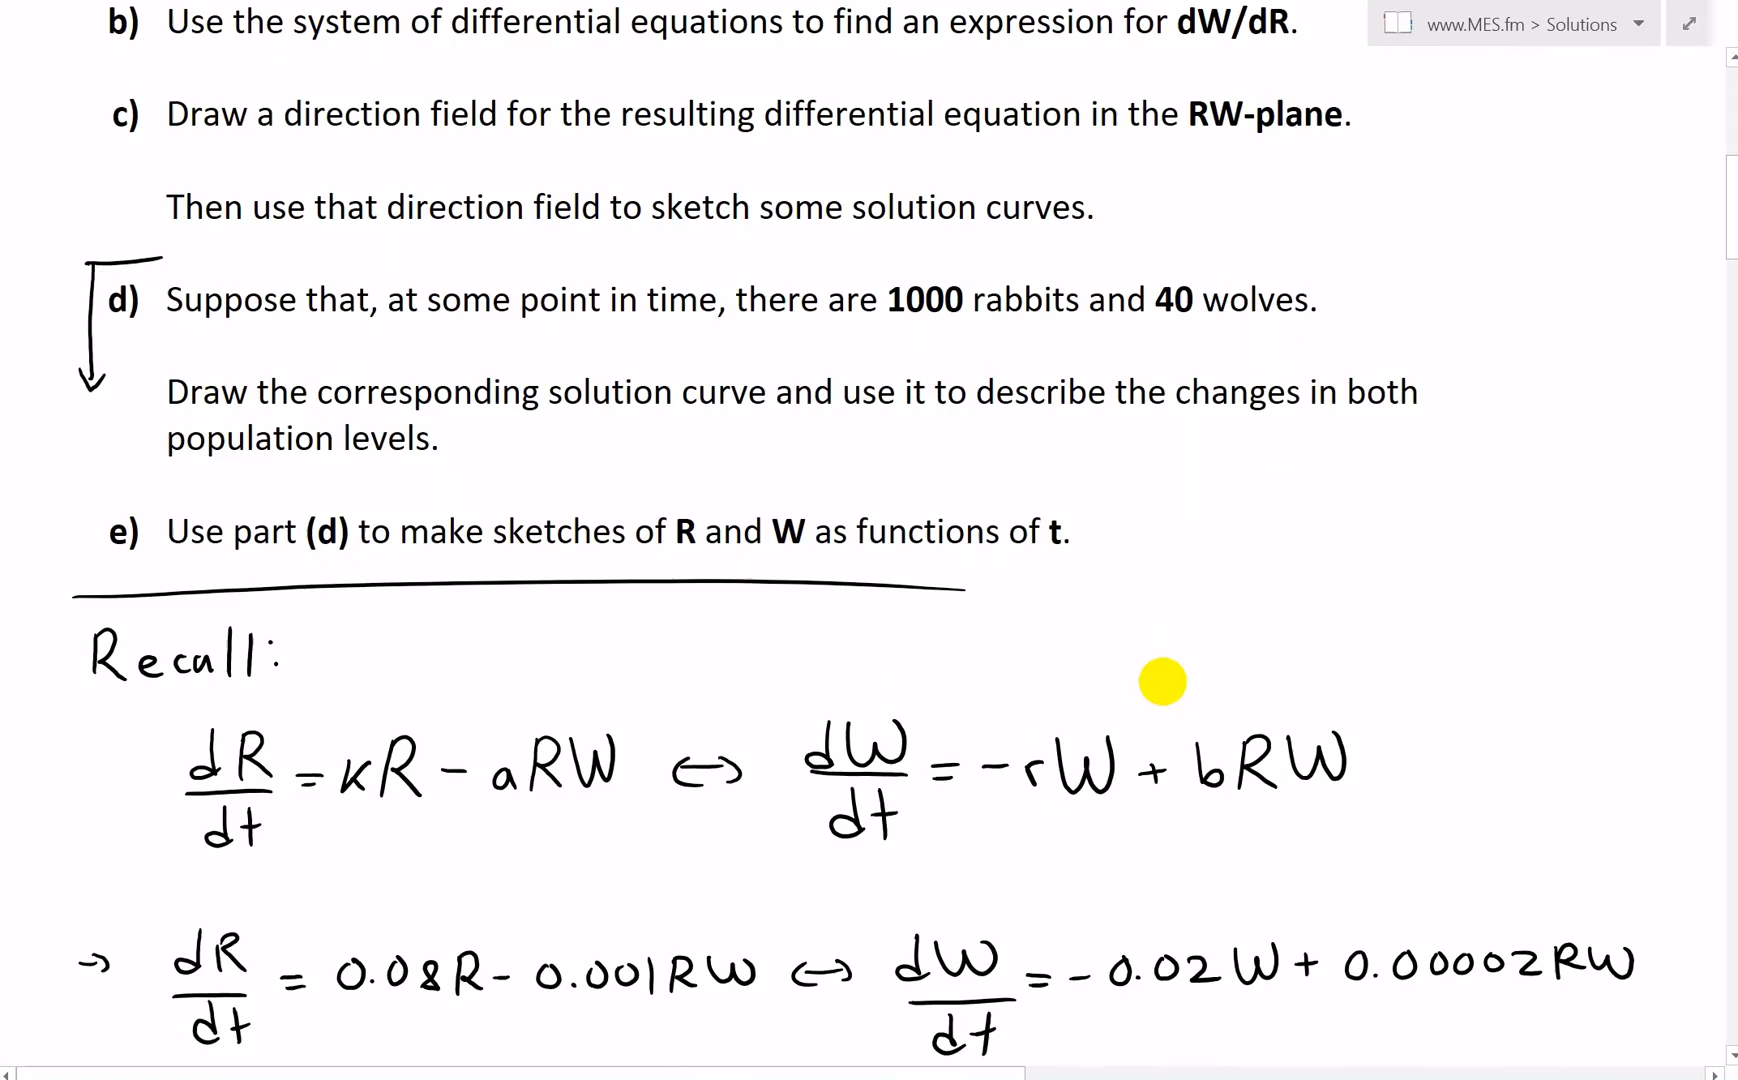 b) Use the system of differential equations to find an expression for dW/dR.
www.MES.fm > Solutions
c) Draw a direction field for the resulting differential equation in the RW-plane.
Then use that direction field to sketch some solution curves.
d) Suppose that, at some point in time, there are 1000 rabbits and 40 wolves.
Draw the corresponding solution curve and use it to describe the changes in both
population levels.
e) Use part (d) to make sketches of R and W as functions of t.
Recall:
dR/dt = kR - aRW ↔ dW/dt = -rW + bRW
→ dR/dt = 0.08R - 0.001RW ↔ dW/dt = -0.02W + 0.00002RW